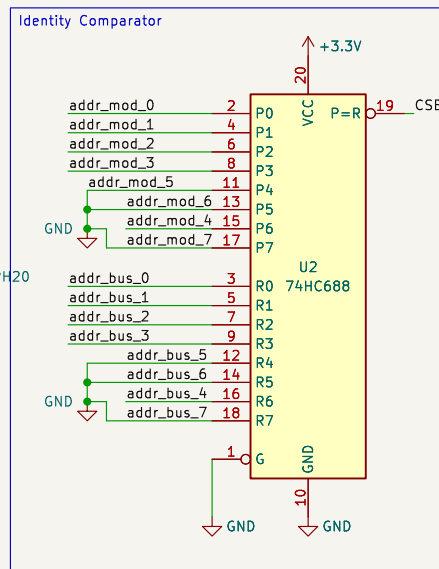 Identity Comparator
+3.3V
20
VCC
addr_mod_0 2 P0 P=R 19 CSB
addr_mod_1 4 P1
addr_mod_2 6 P2
addr_mod_3 8 P3
addr_mod_5 11 P4
addr_mod_6 13 P5
GND addr_mod_4 15 P6
addr_mod_7 17 P7
U2
74HC688
addr_bus_0 3 R0
addr_bus_1 5 R1
addr_bus_2 7 R2
addr_bus_3 9 R3
addr_bus_5 12 R4
addr_bus_6 14 R5
GND addr_bus_4 16 R6
addr_bus_7 18 R7
1 G
GND
10
GND
GND